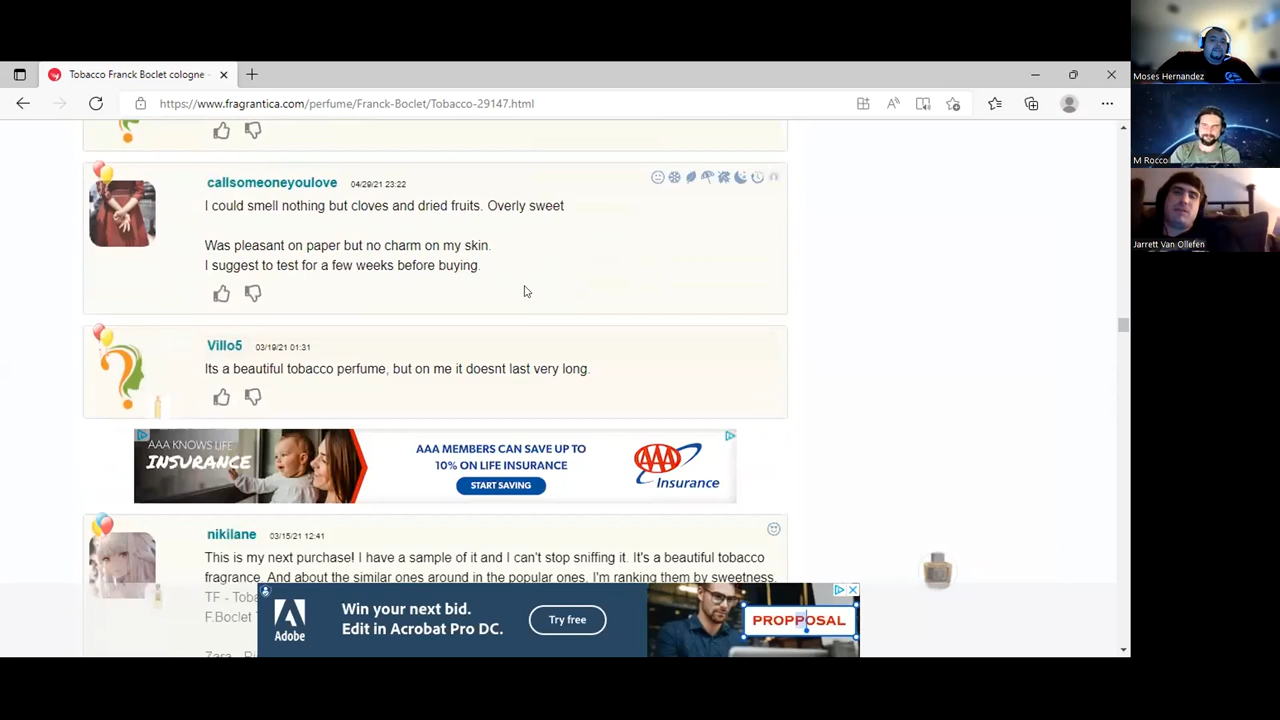 Tobacco Franck Boclet cologne -
https://www.fragrantica.com/perfume/Franck-Boclet/Tobacco-29147.html
Moses Hernandez
M Rocco
Jarrett Van Ollefen
callsomeoneyoulove 04/29/21 23:22
I could smell nothing but cloves and dried fruits. Overly sweet
Was pleasant on paper but no charm on my skin.
I suggest to test for a few weeks before buying.
Villo5 03/19/21 01:31
Its a beautiful tobacco perfume, but on me it doesnt last very long.
AAA KNOWS LIFE
INSURANCE
AAA MEMBERS CAN SAVE UP TO
10% ON LIFE INSURANCE
START SAVING
AAA
Insurance
nikilane 03/15/21 12:41
This is my next purchase! I have a sample of it and I can't stop sniffing it. It's a beautiful tobacco
fragrance. And about the similar ones around in the popular ones, I'm ranking them by sweetness.
TF - Toba
F.Boclet
Zara
Adobe
Win your next bid.
Edit in Acrobat Pro DC.
Try free
PROPPOSAL